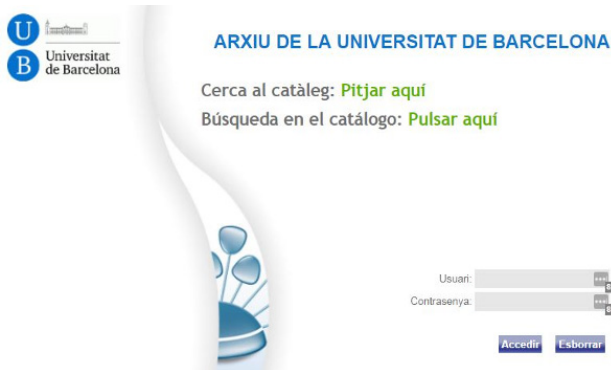 U
B
Universitat
de Barcelona
ARXIU DE LA UNIVERSITAT DE BARCELONA
Cerca al catàleg: Pitjar aquí
Búsqueda en el catálogo: Pulsar aquí
Usuari:
Contrasenya:
Accedir Esborrar